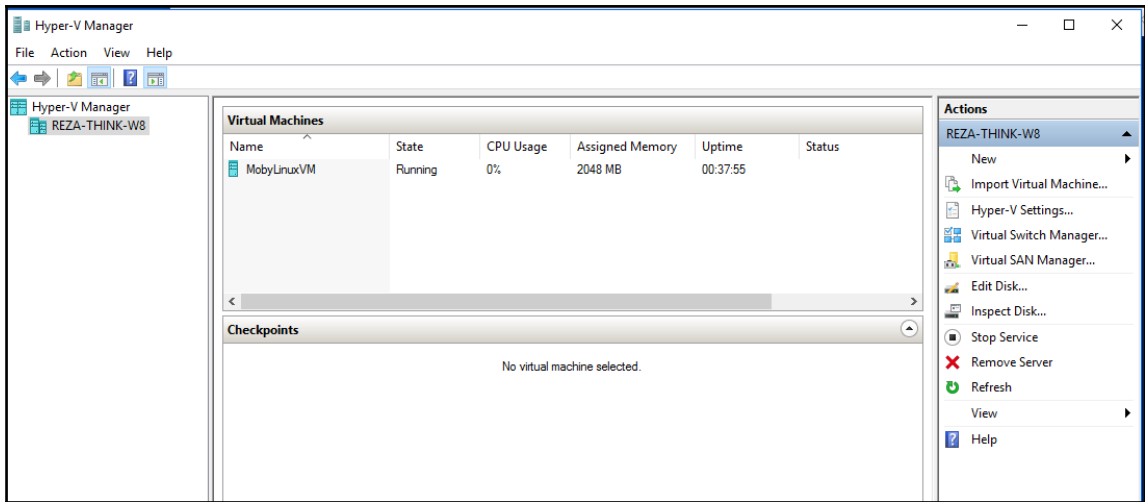 Hyper-V Manager
File Action View Help
Hyper-V Manager
REZA-THINK-W8
Virtual Machines
Name State CPU Usage Assigned Memory Uptime Status
MobyLinuxVM Running 0% 2048 MB 00:37:55
Checkpoints
No virtual machine selected.
Actions
REZA-THINK-W8
New
Import Virtual Machine...
Hyper-V Settings...
Virtual Switch Manager...
Virtual SAN Manager...
Edit Disk...
Inspect Disk...
Stop Service
Remove Server
Refresh
View
Help